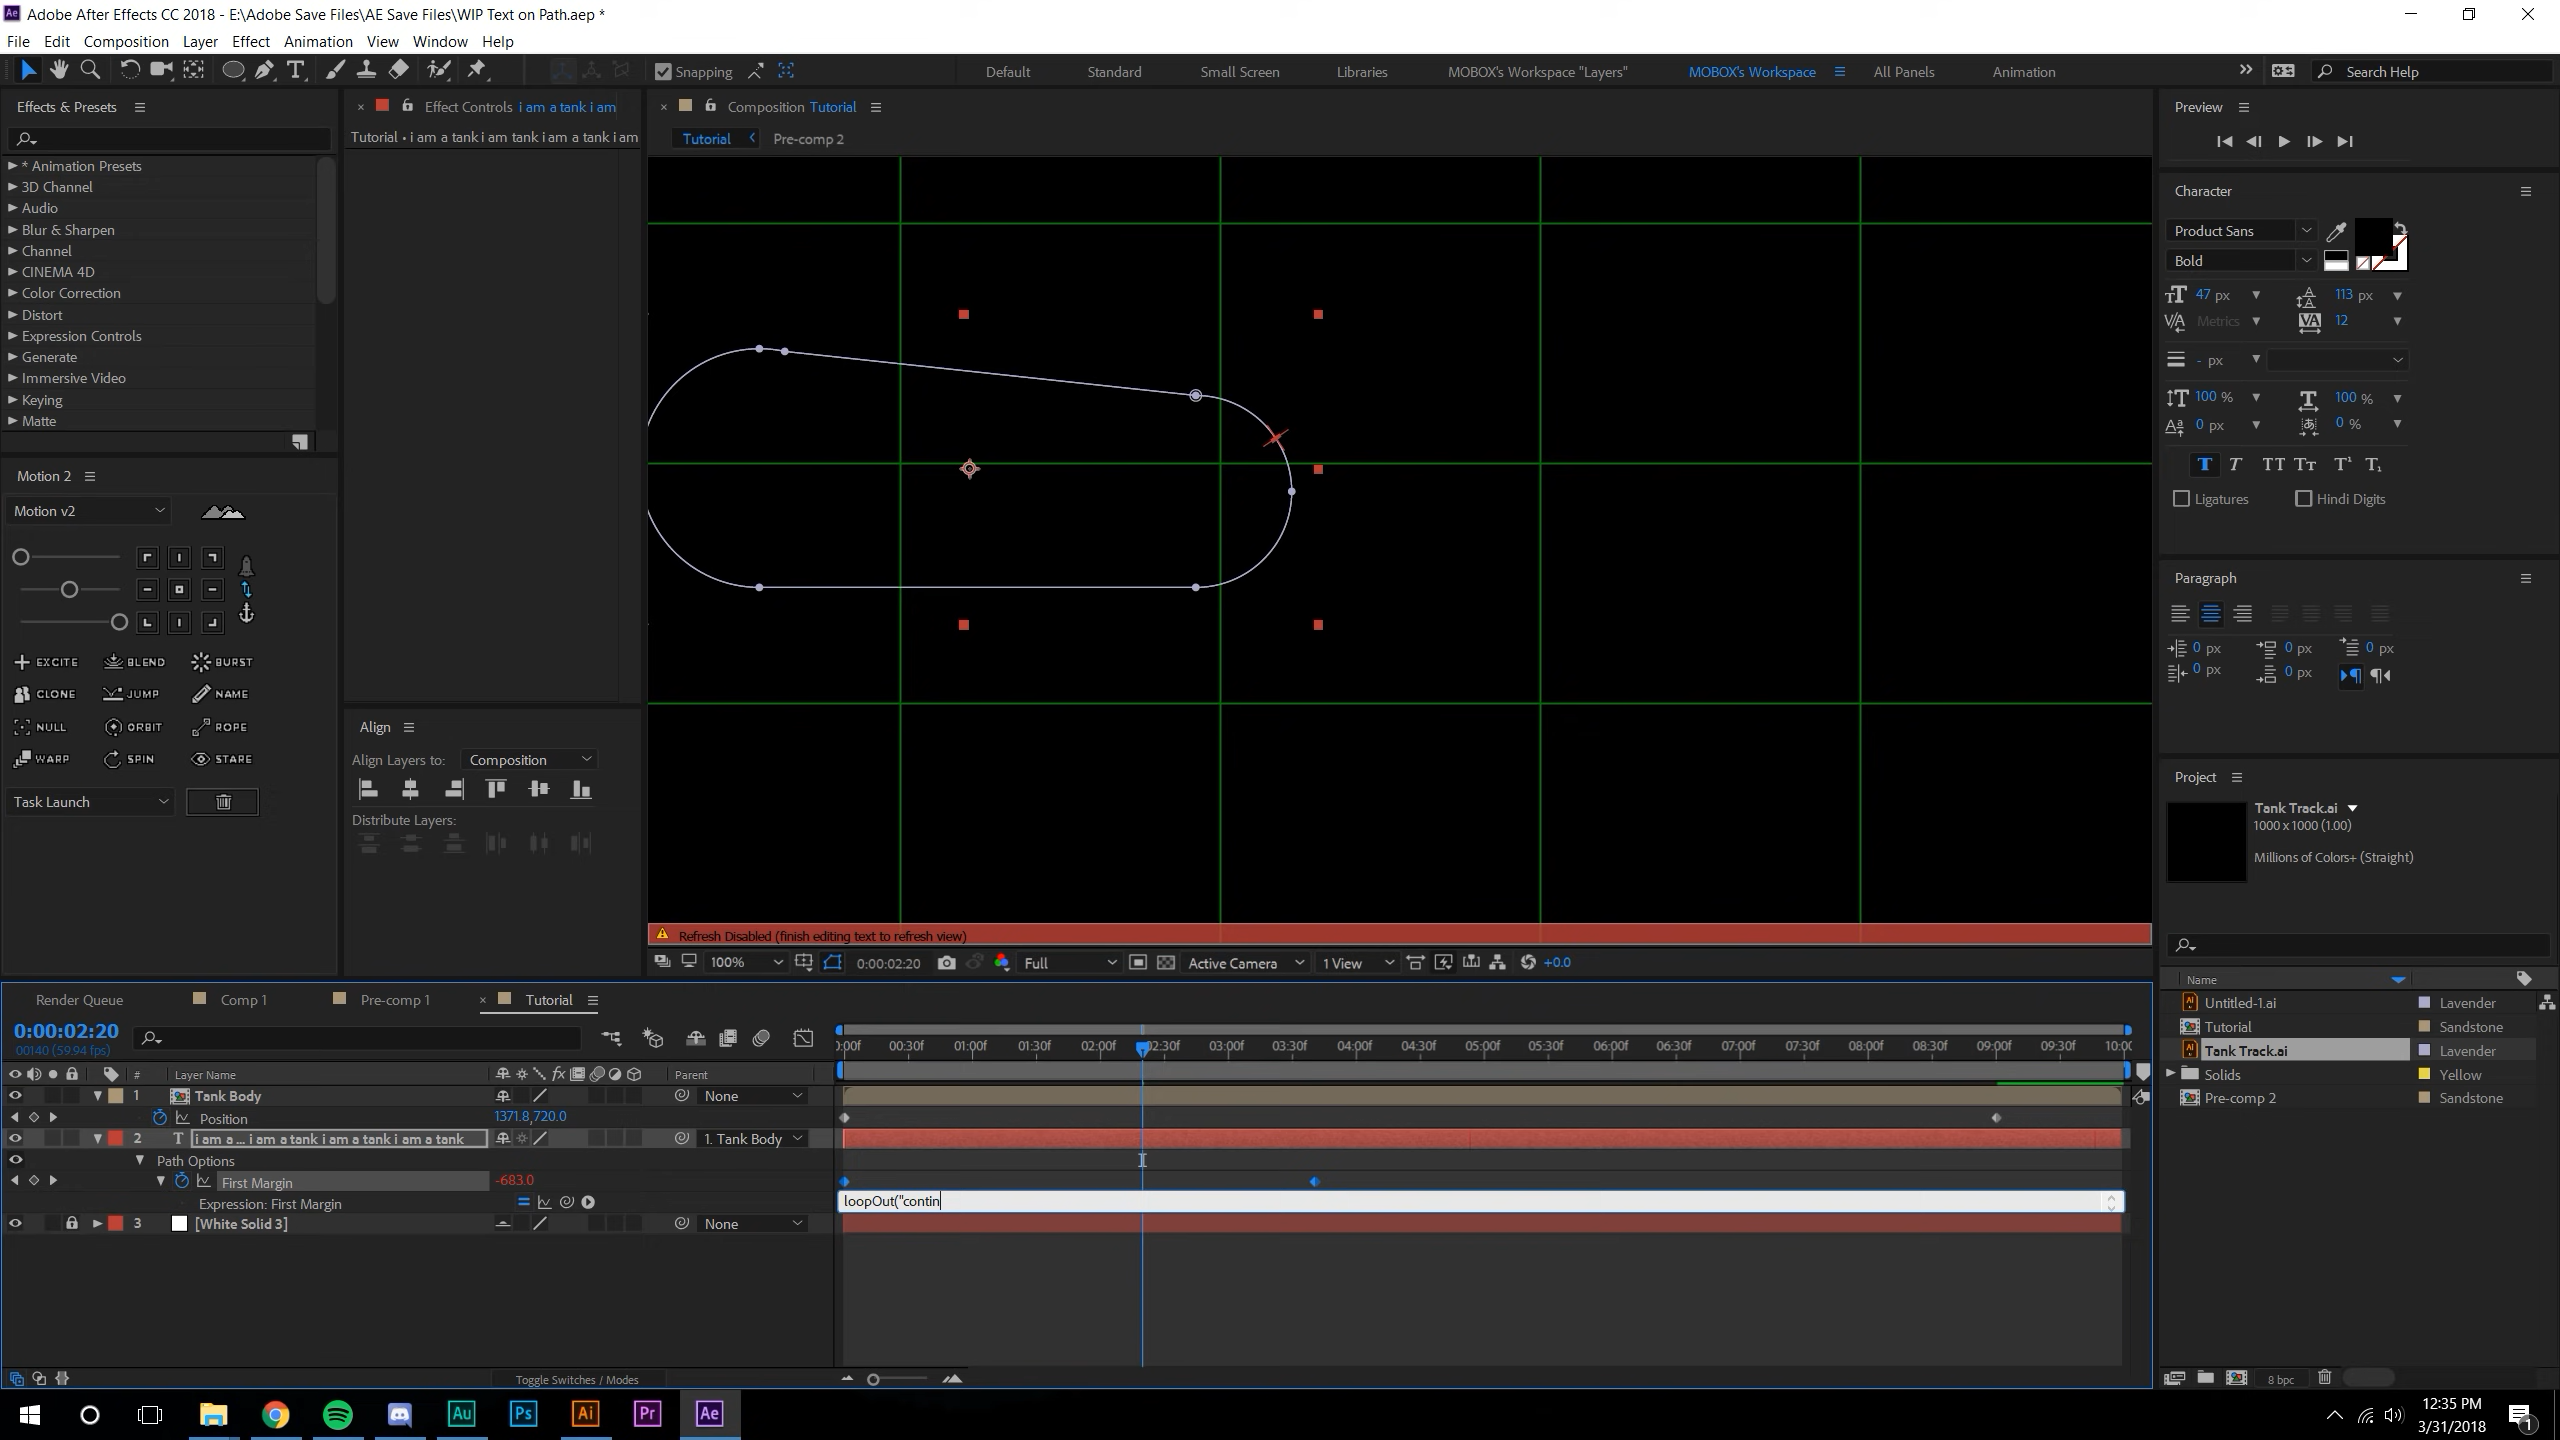 Adobe After Effects CC 2018 - E:\Adobe Save Files\AE Save Files\WIP Text on Path.aep *
File Edit Composition Layer Effect Animation View Window Help
Snapping
Default Standard Small Screen Libraries MOBOX's Workspace "Layers" MOBOX's Workspace All Panels Animation
Search Help
Effects & Presets
* Animation Presets
3D Channel
Audio
Blur & Sharpen
Channel
CINEMA 4D
Color Correction
Distort
Expression Controls
Generate
Immersive Video
Keying
Matte
Motion 2
Motion v2
EXCITE BLEND BURST
CLONE JUMP NAME
NULL ORBIT ROPE
WARP SPIN STARE
Task Launch
Effect Controls i am a tank i am
Tutorial • i am a tank i am tank i am a tank i am
Align
Align Layers to: Composition
Distribute Layers:
Composition Tutorial
Tutorial Pre-comp 2
Refresh Disabled (finish editing text to refresh view)
100% 0:00:02:20 Full Active Camera 1 View +0.0
Preview
Character
Product Sans
Bold
47 px 113 px
Metrics 12
- px
100 % 100 %
0 px 0 %
T T TT Tт T¹ T₁
Ligatures Hindi Digits
Paragraph
0 px 0 px 0 px
0 px 0 px
Project
Tank Track.ai
1000 x 1000 (1.00)
Millions of Colors+ (Straight)
Name
Untitled-1.ai Lavender
Tutorial Sandstone
Tank Track.ai Lavender
Solids Yellow
Pre-comp 2 Sandstone
8 bpc
Render Queue Comp 1 Pre-comp 1 Tutorial
0:00:02:20
00140 (59.94 fps)
0:00f 00:30f 01:00f 01:30f 02:00f 02:30f 03:00f 03:30f 04:00f 04:30f 05:00f 05:30f 06:00f 06:30f 07:00f 07:30f 08:00f 08:30f 09:00f 09:30f 10:00
# Layer Name Parent
1 Tank Body None
Position 1371.8,720.0
2 T i am a ... i am a tank i am a tank i am a tank 1. Tank Body
Path Options
First Margin -683.0
Expression: First Margin
loopOut("contin
3 [White Solid 3] None
Toggle Switches / Modes
Au Ps Ai Pr Ae
12:35 PM
3/31/2018
1